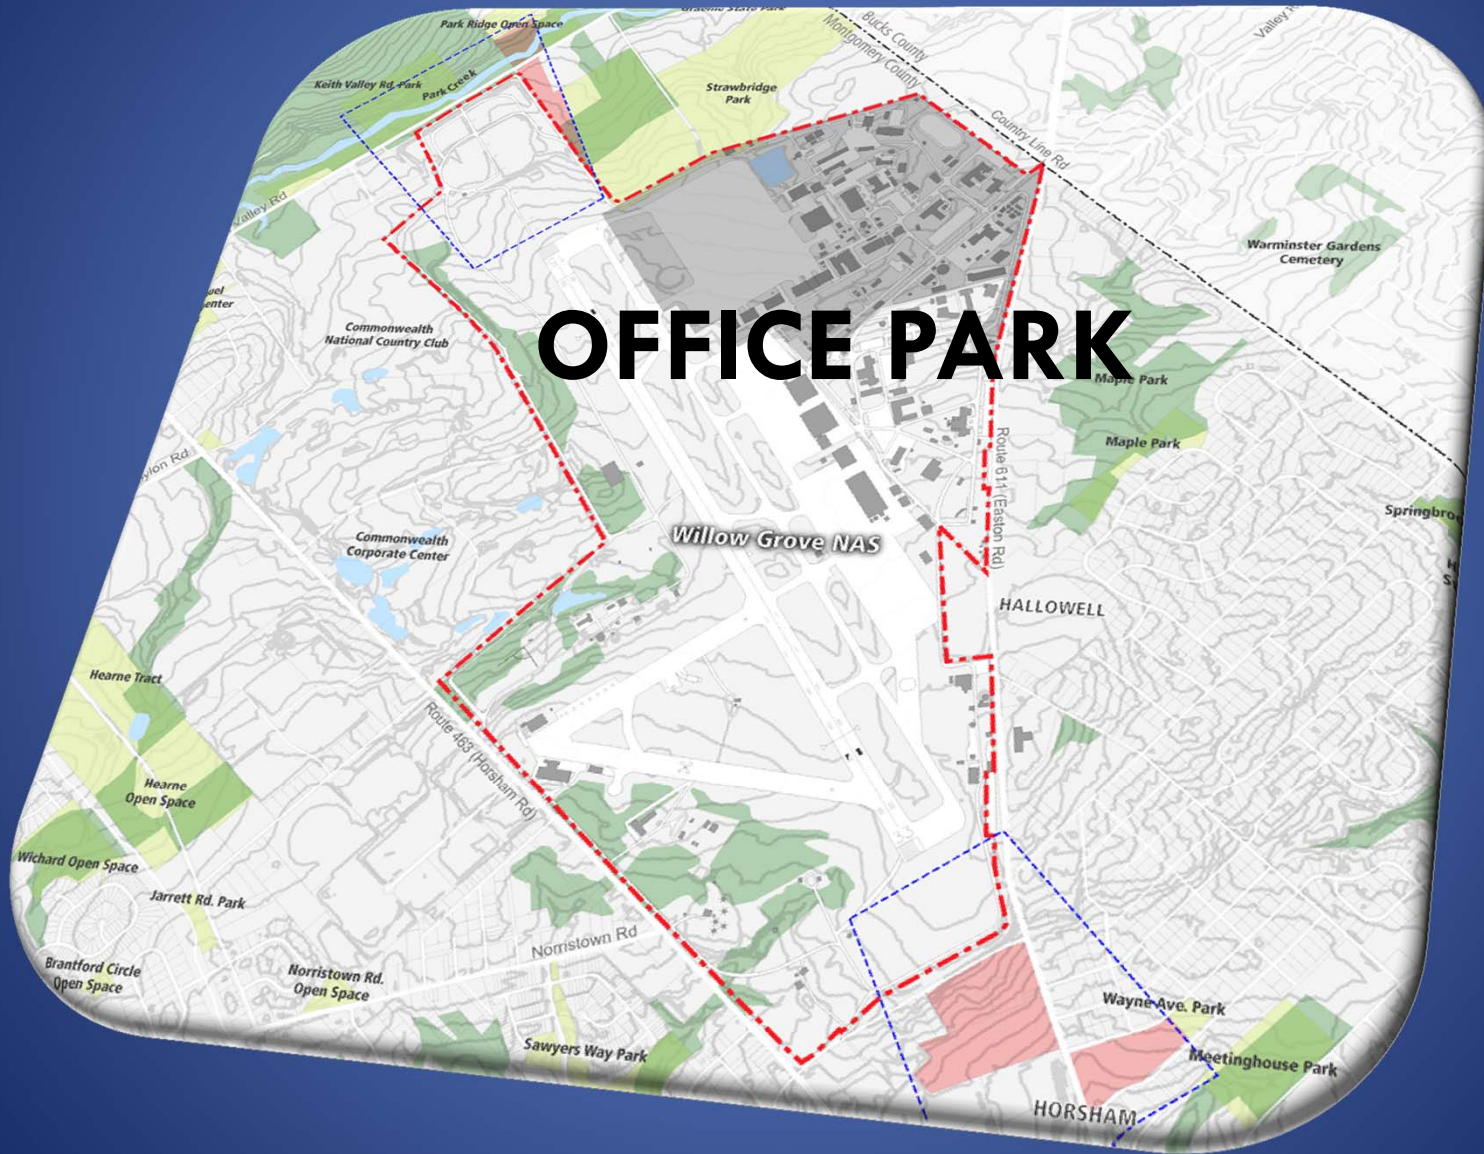 Park Ridge Open Space
Keith Valley Rd. Park
Park Creek
Strawbridge
Park
Bucks County
Montgomery County
Country Line Rd
Valley Rd
Warminster Gardens
Cemetery
Commonwealth
National Country Club
OFFICE PARK
Maple Park
Maple Park
Route 611 (Easton Rd)
Commonwealth
Corporate Center
Willow Grove NAS
HALLOWELL
Hearne Tract
Route 463 (Horsham Rd)
Hearne
Open Space
Wichard Open Space
Jarrett Rd. Park
Norristown Rd
Brantford Circle
Open Space
Norristown Rd.
Open Space
Wayne Ave. Park
Sawyers Way Park
Meetinghouse Park
HORSHAM